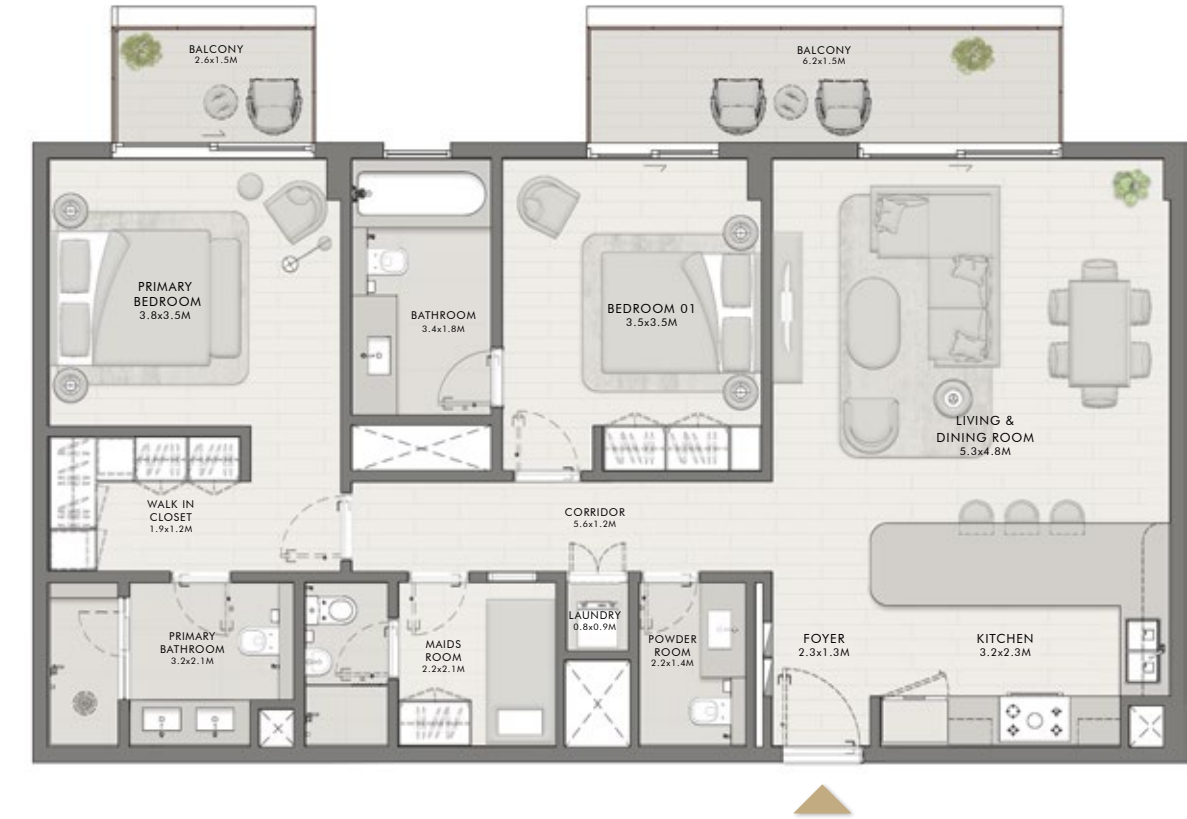 BALCONY
2.6x1.5M
BALCONY
6.2x1.5M
PRIMARY
BEDROOM
3.8x3.5M
BATHROOM
3.4x1.8M
BEDROOM 01
3.5x3.5M
LIVING &
DINING ROOM
5.3x4.8M
WALK IN
CLOSET
1.9x1.2M
CORRIDOR
5.6x1.2M
PRIMARY
BATHROOM
3.2x2.1M
MAIDS
ROOM
2.2x2.1M
LAUNDRY
0.8x0.9M
POWDER
ROOM
2.2x1.4M
FOYER
2.3x1.3M
KITCHEN
3.2x2.3M